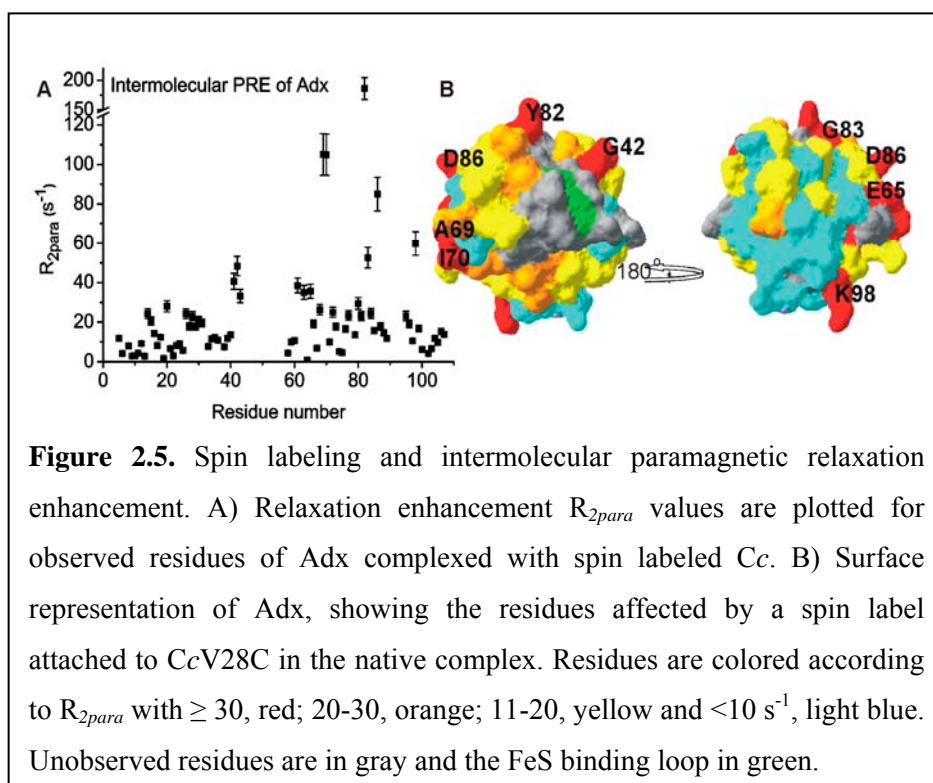 A
Intermolecular PRE of Adx
200
150
120
100
80
60
40
20
0
R2para (s-1)
0 20 40 60 80 100
Residue number
B
Y82
G42
D86
A69
I70
180 o
G83
D86
E65
K98
Figure 2.5. Spin labeling and intermolecular paramagnetic relaxation
enhancement. A) Relaxation enhancement R2para values are plotted for
observed residues of Adx complexed with spin labeled Cc. B) Surface
representation of Adx, showing the residues affected by a spin label
attached to CcV28C in the native complex. Residues are colored according
to R2para with ≥ 30, red; 20-30, orange; 11-20, yellow and <10 s-1, light blue.
Unobserved residues are in gray and the FeS binding loop in green.